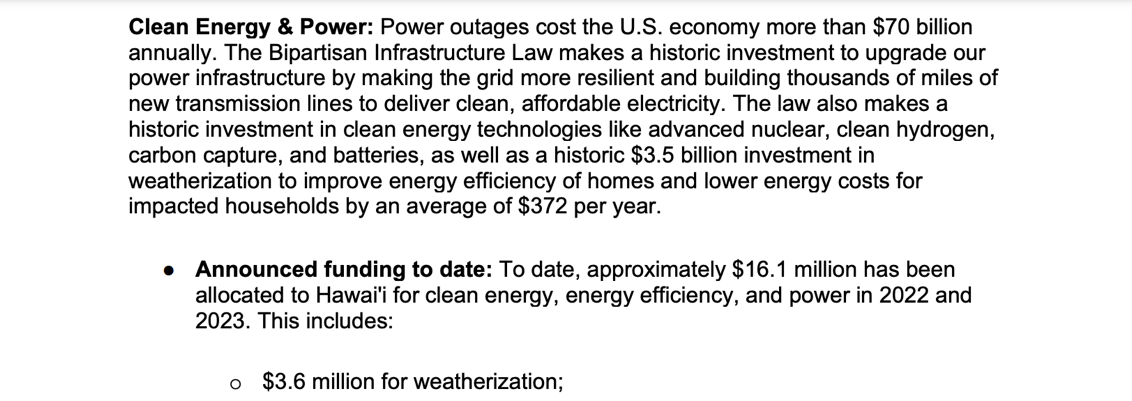 Clean Energy & Power: Power outages cost the U.S. economy more than $70 billion
annually. The Bipartisan Infrastructure Law makes a historic investment to upgrade our
power infrastructure by making the grid more resilient and building thousands of miles of
new transmission lines to deliver clean, affordable electricity. The law also makes a
historic investment in clean energy technologies like advanced nuclear, clean hydrogen,
carbon capture, and batteries, as well as a historic $3.5 billion investment in
weatherization to improve energy efficiency of homes and lower energy costs for
impacted households by an average of $372 per year.
● Announced funding to date: To date, approximately $16.1 million has been
allocated to Hawai'i for clean energy, energy efficiency, and power in 2022 and
2023. This includes:
o $3.6 million for weatherization;